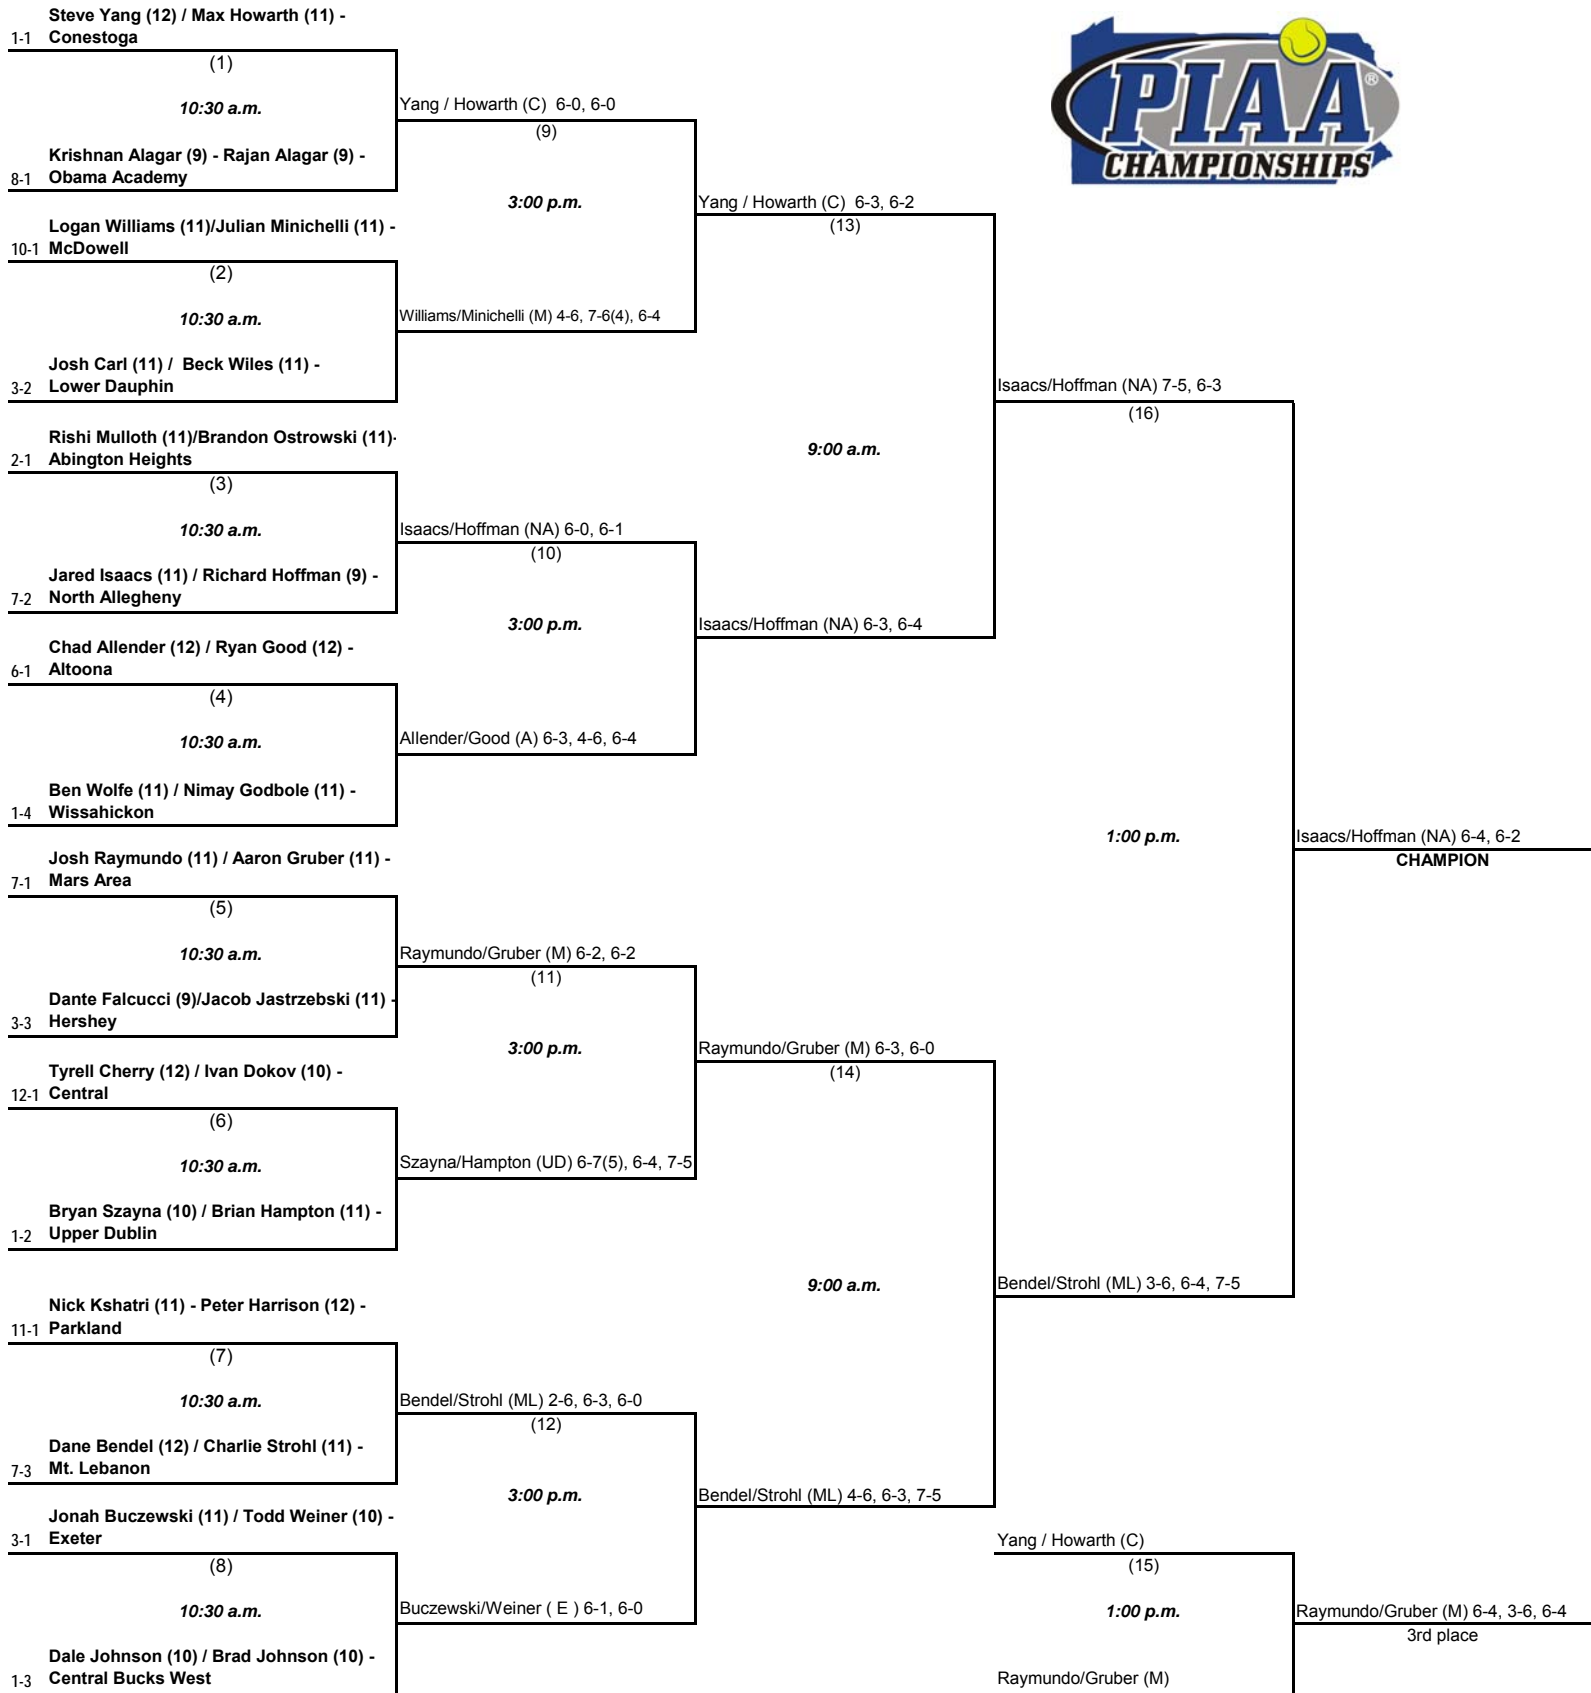 Steve Yang (12) / Max Howarth (11) -
1-1 Conestoga
(1)
10:30 a.m.
Krishnan Alagar (9) - Rajan Alagar (9) -
8-1 Obama Academy
Yang / Howarth (C) 6-0, 6-0
(9)
3:00 p.m.
Logan Williams (11)/Julian Minichelli (11) -
10-1 McDowell
(2)
10:30 a.m.
Williams/Minichelli (M) 4-6, 7-6(4), 6-4
Josh Carl (11) / Beck Wiles (11) -
3-2 Lower Dauphin
Yang / Howarth (C) 6-3, 6-2
(13)
9:00 a.m.
Rishi Mulloth (11)/Brandon Ostrowski (11)-
2-1 Abington Heights
(3)
10:30 a.m.
Isaacs/Hoffman (NA) 6-0, 6-1
(10)
Jared Isaacs (11) / Richard Hoffman (9) -
7-2 North Allegheny
3:00 p.m.
Isaacs/Hoffman (NA) 6-3, 6-4
Chad Allender (12) / Ryan Good (12) -
6-1 Altoona
(4)
10:30 a.m.
Allender/Good (A) 6-3, 4-6, 6-4
Ben Wolfe (11) / Nimay Godbole (11) -
1-4 Wissahickon
Isaacs/Hoffman (NA) 7-5, 6-3
(16)
1:00 p.m.
Isaacs/Hoffman (NA) 6-4, 6-2
CHAMPION
Josh Raymundo (11) / Aaron Gruber (11) -
7-1 Mars Area
(5)
10:30 a.m.
Raymundo/Gruber (M) 6-2, 6-2
(11)
Dante Falcucci (9)/Jacob Jastrzebski (11) -
3-3 Hershey
3:00 p.m.
Raymundo/Gruber (M) 6-3, 6-0
(14)
Tyrell Cherry (12) / Ivan Dokov (10) -
12-1 Central
(6)
10:30 a.m.
Szayna/Hampton (UD) 6-7(5), 6-4, 7-5
Bryan Szayna (10) / Brian Hampton (11) -
1-2 Upper Dublin
9:00 a.m.
Bendel/Strohl (ML) 3-6, 6-4, 7-5
Nick Kshatri (11) - Peter Harrison (12) -
11-1 Parkland
(7)
10:30 a.m.
Bendel/Strohl (ML) 2-6, 6-3, 6-0
(12)
Dane Bendel (12) / Charlie Strohl (11) -
7-3 Mt. Lebanon
3:00 p.m.
Bendel/Strohl (ML) 4-6, 6-3, 7-5
Jonah Buczewski (11) / Todd Weiner (10) -
3-1 Exeter
(8)
10:30 a.m.
Buczewski/Weiner ( E ) 6-1, 6-0
Dale Johnson (10) / Brad Johnson (10) -
1-3 Central Bucks West
Yang / Howarth (C)
(15)
1:00 p.m.
Raymundo/Gruber (M) 6-4, 3-6, 6-4
3rd place
Raymundo/Gruber (M)
PIAA®
CHAMPIONSHIPS